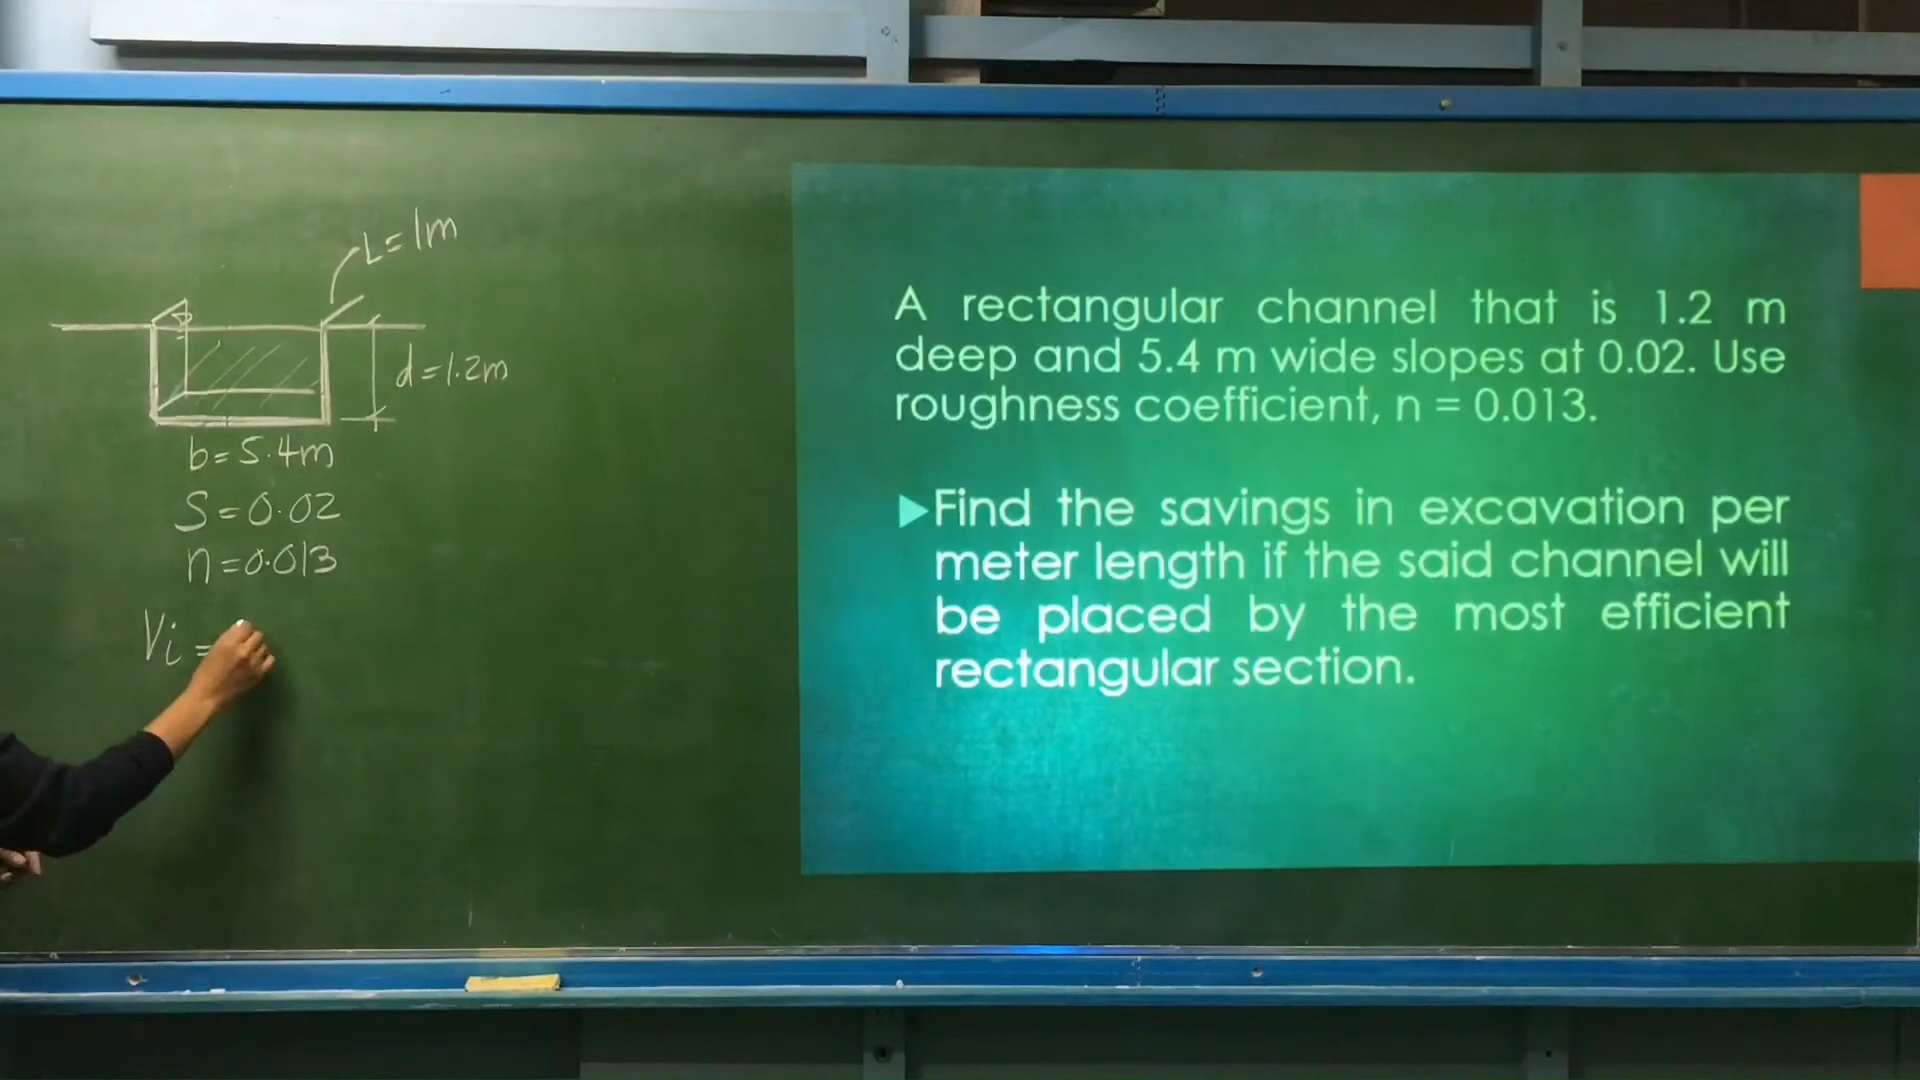 L=1m
d=1.2m
b=5.4m
S=0.02
n=0.013
Vi=
A rectangular channel that is 1.2 m
deep and 5.4 m wide slopes at 0.02. Use
roughness coefficient, n = 0.013.
▶Find the savings in excavation per
meter length if the said channel will
be placed by the most efficient
rectangular section.